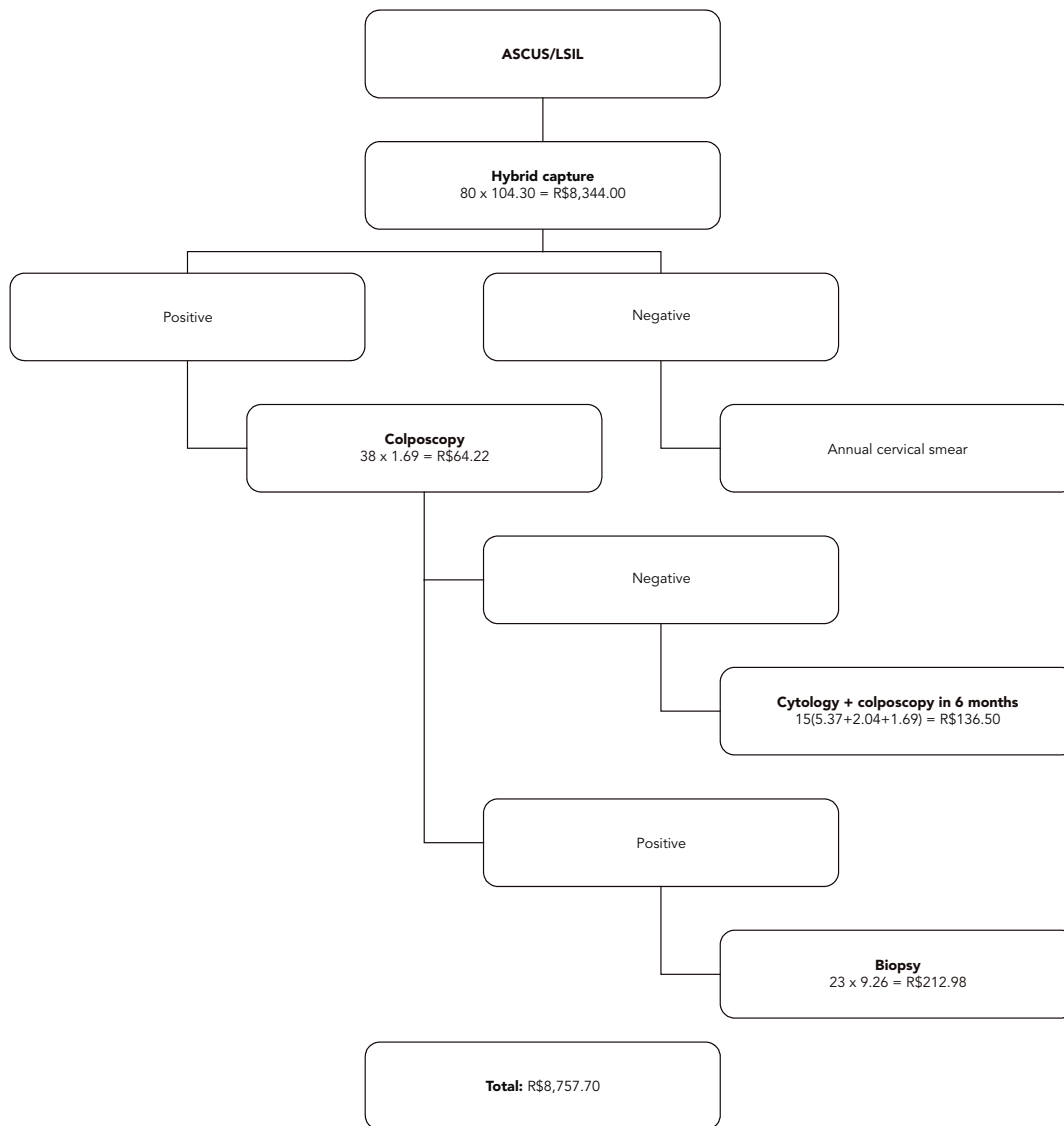 ASCUS/LSIL
Hybrid capture
80 x 104.30 = R$8,344.00
Positive
Negative
Colposcopy
38 x 1.69 = R$64.22
Annual cervical smear
Negative
Cytology + colposcopy in 6 months
15(5.37+2.04+1.69) = R$136.50
Positive
Biopsy
23 x 9.26 = R$212.98
Total: R$8,757.70